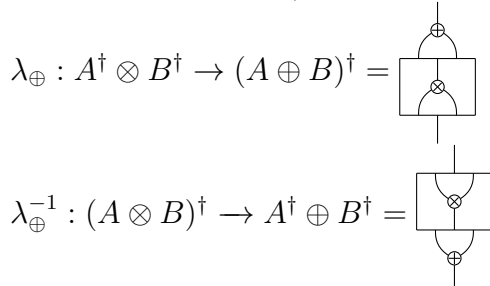 λ⊕ : A† ⊗ B† → (A ⊕ B)† = ⊕ ⊗
λ⊕⁻¹ : (A ⊗ B)† → A† ⊕ B† = ⊗ ⊕